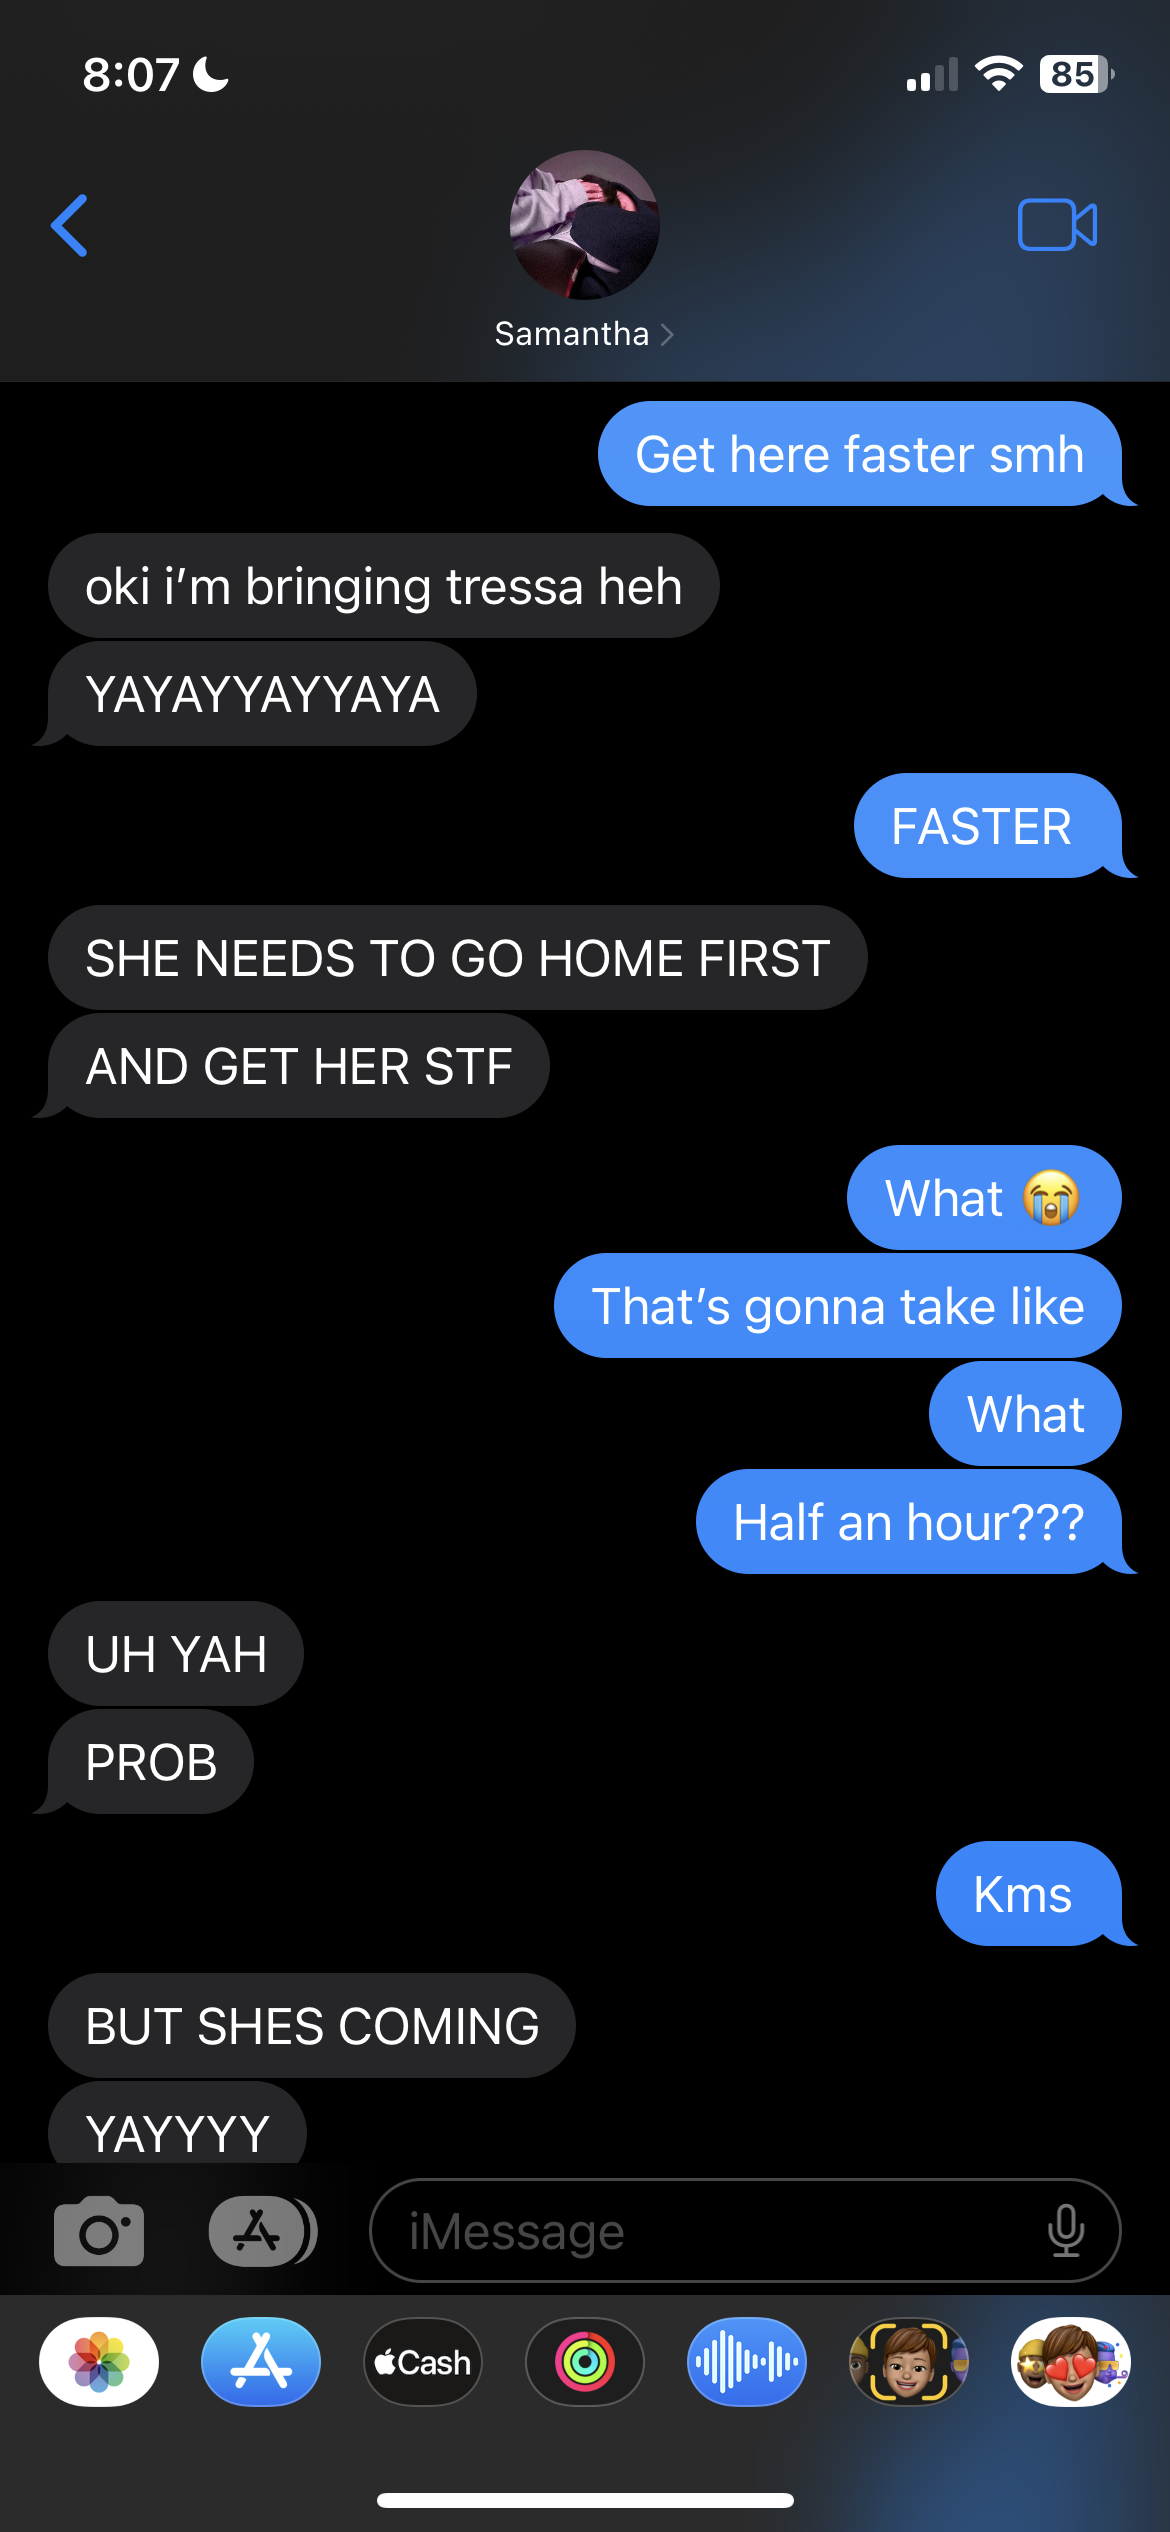 8:07
85
Samantha
Get here faster smh
oki i’m bringing tressa heh
YAYAYYAYYAYA
FASTER
SHE NEEDS TO GO HOME FIRST
AND GET HER STF
What 😭
That’s gonna take like
What
Half an hour???
UH YAH
PROB
Kms
BUT SHES COMING
YAYYYY
iMessage
Cash